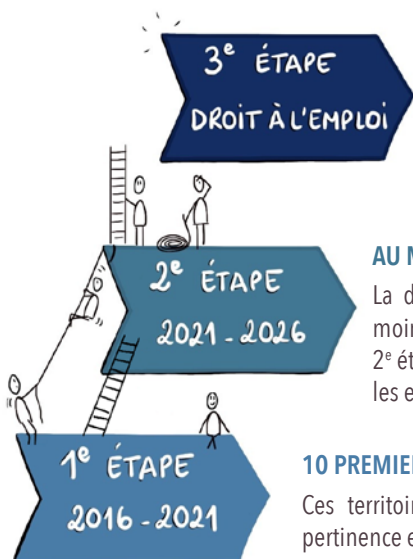 3e ÉTAPE
DROIT À L'EMPLOI
2e ÉTAPE
2021 - 2026
AU
La
moin
2e ét
les e
1e ÉTAPE
2016 - 2021
10 PREMIE
Ces territoi
pertinence e